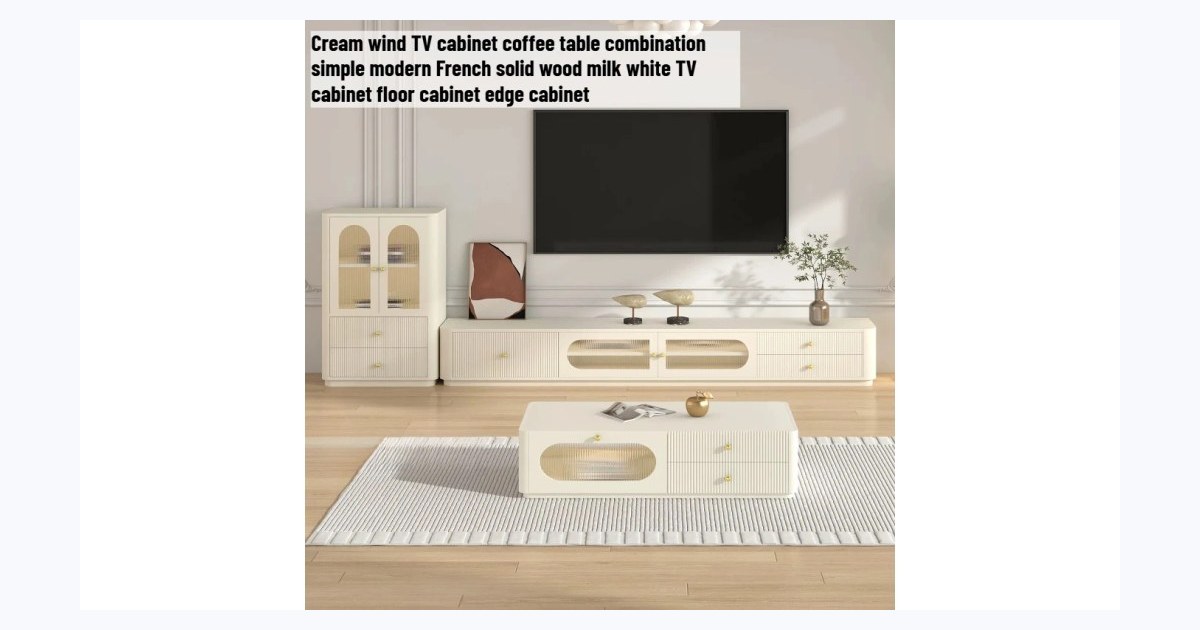 Cream wind TV cabinet coffee table combination
simple modern French solid wood milk white TV
cabinet floor cabinet edge cabinet